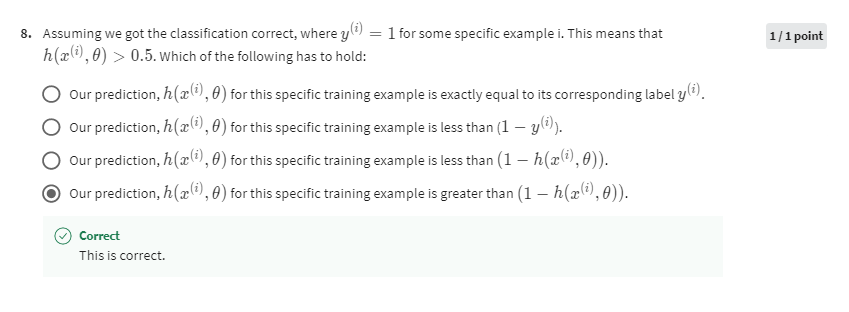 8. Assuming we got the classification correct, where y^(i) = 1 for some specific example i. This means that 1 / 1 point
h(x^(i), θ) > 0.5. Which of the following has to hold:
Our prediction, h(x^(i), θ) for this specific training example is exactly equal to its corresponding label y^(i).
Our prediction, h(x^(i), θ) for this specific training example is less than (1 − y^(i)).
Our prediction, h(x^(i), θ) for this specific training example is less than (1 − h(x^(i), θ)).
Our prediction, h(x^(i), θ) for this specific training example is greater than (1 − h(x^(i), θ)).
Correct
This is correct.